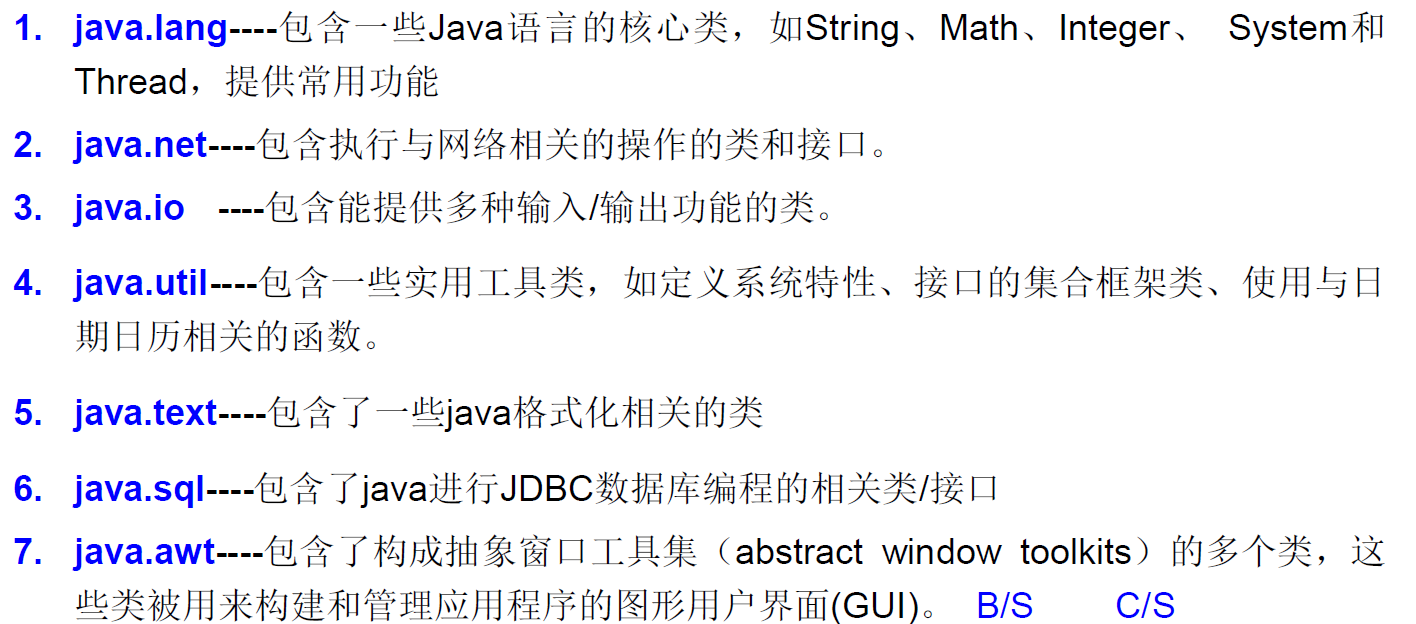 1. java.lang----包含一些Java语言的核心类，如String、Math、Integer、 System和
Thread，提供常用功能
2. java.net----包含执行与网络相关的操作的类和接口。
3. java.io ----包含能提供多种输入/输出功能的类。
4. java.util----包含一些实用工具类，如定义系统特性、接口的集合框架类、使用与日
期日历相关的函数。
5. java.text----包含了一些java格式化相关的类
6. java.sql----包含了java进行JDBC数据库编程的相关类/接口
7. java.awt----包含了构成抽象窗口工具集（abstract window toolkits）的多个类，这
些类被用来构建和管理应用程序的图形用户界面(GUI)。 B/S C/S